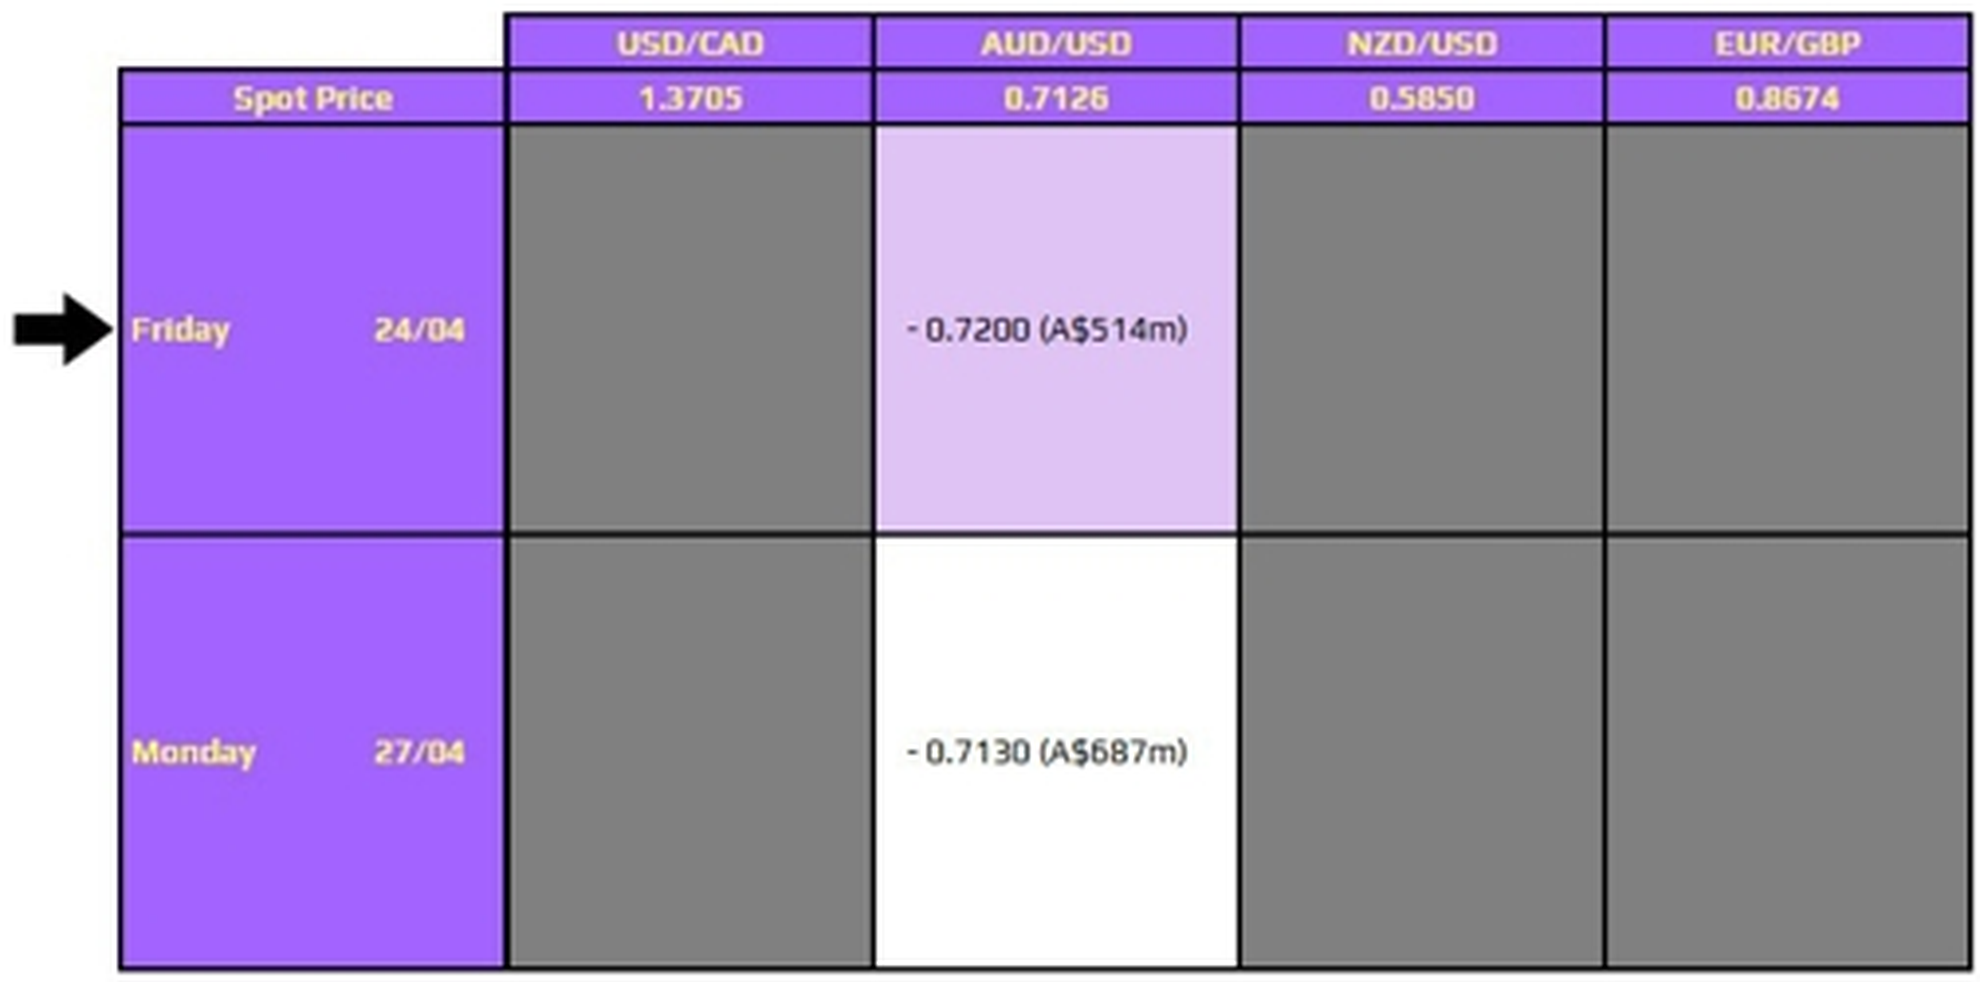 USD/CAD AUD/USD NZD/USD EUR/GBP
Spot Price 1.3705 0.7126 0.5850 0.8674
Friday 24/04 - 0.7200 (A$514m)
Monday 27/04 - 0.7130 (A$687m)